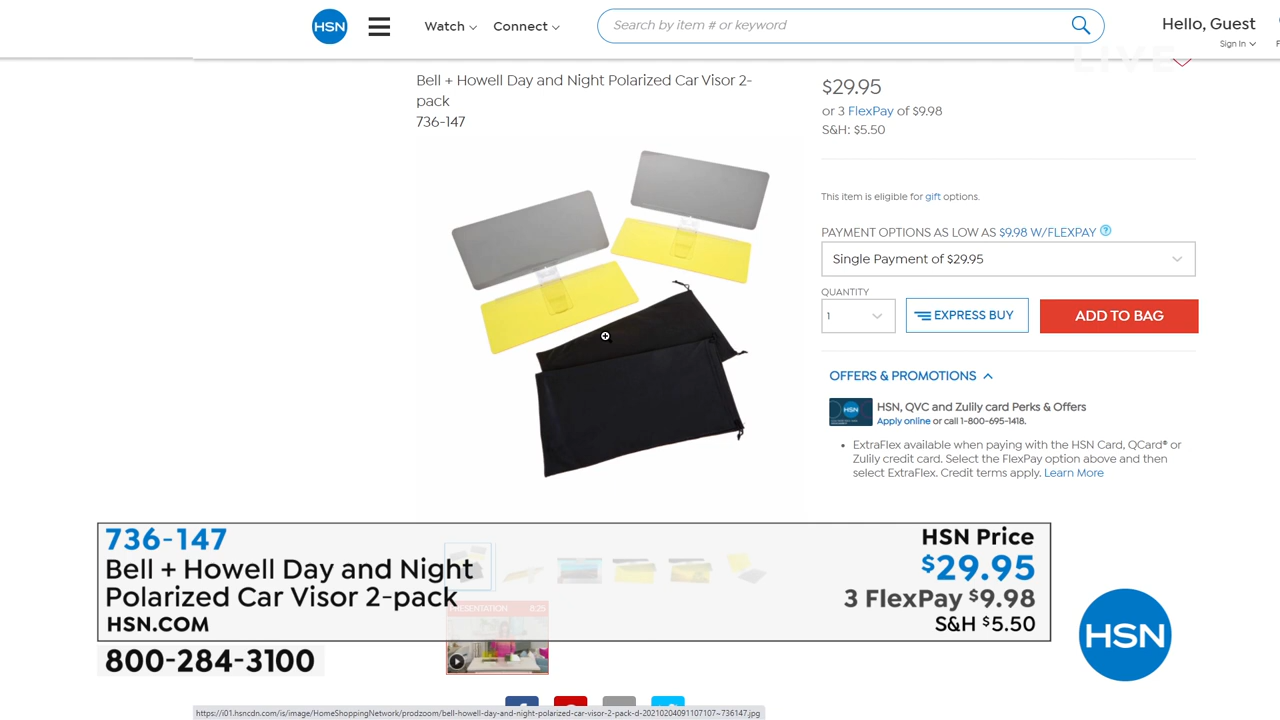 HSN
Watch
Connect
Search by item # or keyword
Hello, Guest
Sign In
LIVE
Bell + Howell Day and Night Polarized Car Visor 2-
pack
736-147
$29.95
or 3 FlexPay of $9.98
S&H: $5.50
This item is eligible for gift options.
PAYMENT OPTIONS AS LOW AS $9.98 W/FLEXPAY ?
Single Payment of $29.95
QUANTITY
1
EXPRESS BUY
ADD TO BAG
OFFERS & PROMOTIONS
HSN
HSN, QVC and Zulily card Perks & Offers
Apply online or call 1-800-695-1418.
• ExtraFlex available when paying with the HSN Card, QCard® or
Zulily credit card. Select the FlexPay option above and then
select ExtraFlex. Credit terms apply. Learn More
736-147
Bell + Howell Day and Night
Polarized Car Visor 2-pack
HSN.COM
HSN Price
$29.95
3 FlexPay $9.98
S&H $5.50
PRESENTATION 8:25
800-284-3100
HSN
https://i01.hsncdn.com/is/image/HomeShoppingNetwork/prodzoom/bell-howell-day-and-night-polarized-car-visor-2-pack-d-20210204091107107~736147.jpg